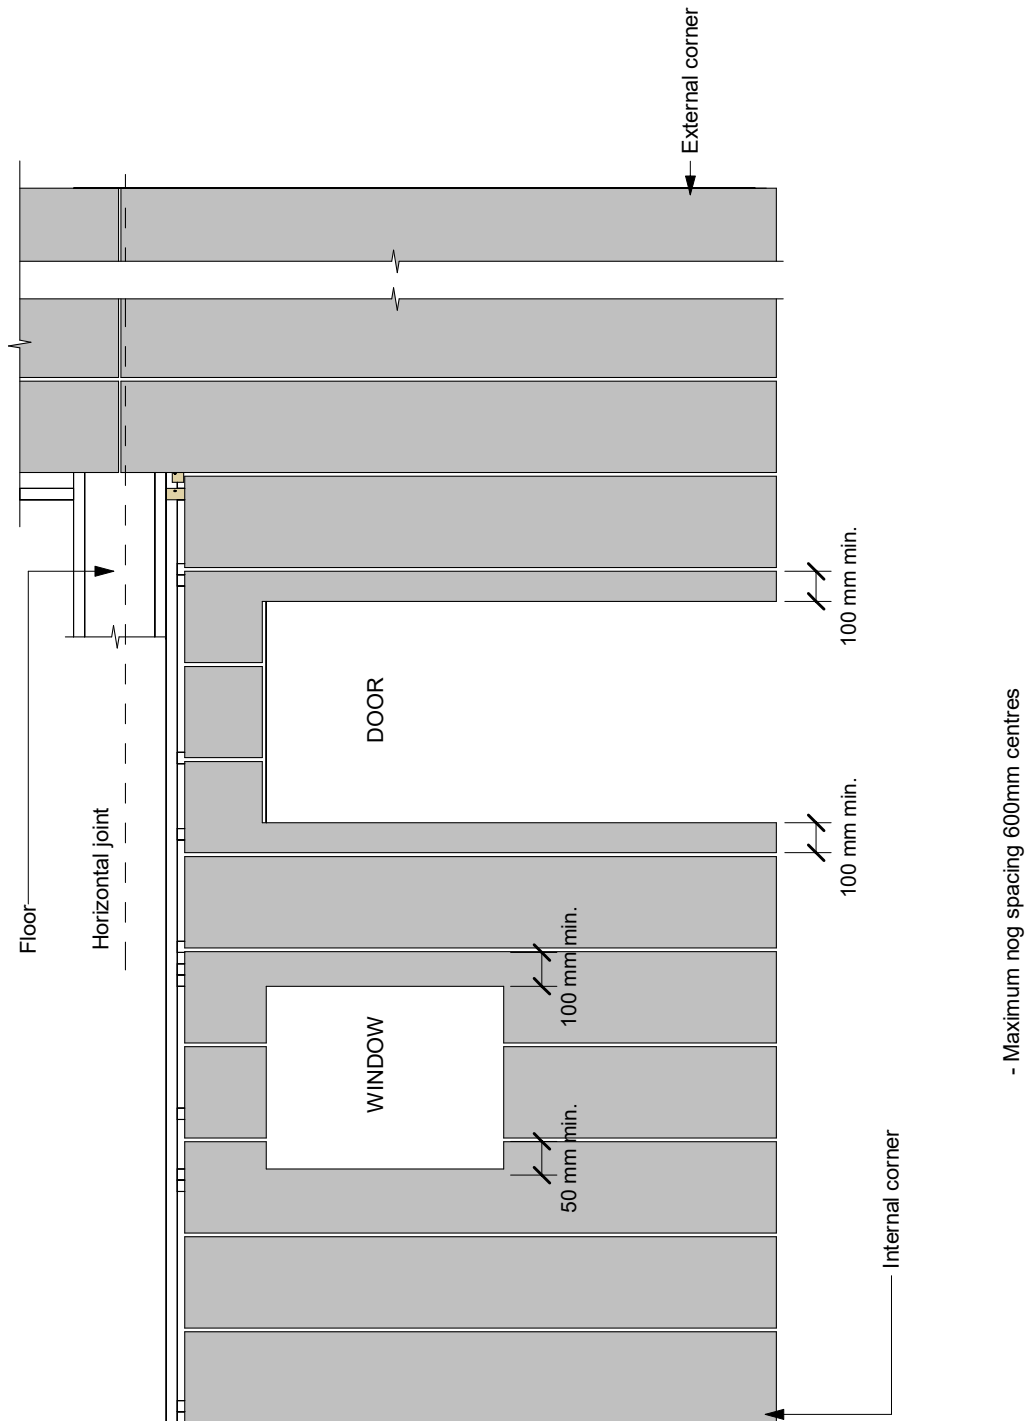 Floor
Horizontal joint
External corner
WINDOW
DOOR
50 mm min.
100 mm min.
100 mm min.
100 mm min.
Internal corner
- Maximum nog spacing 600mm centres